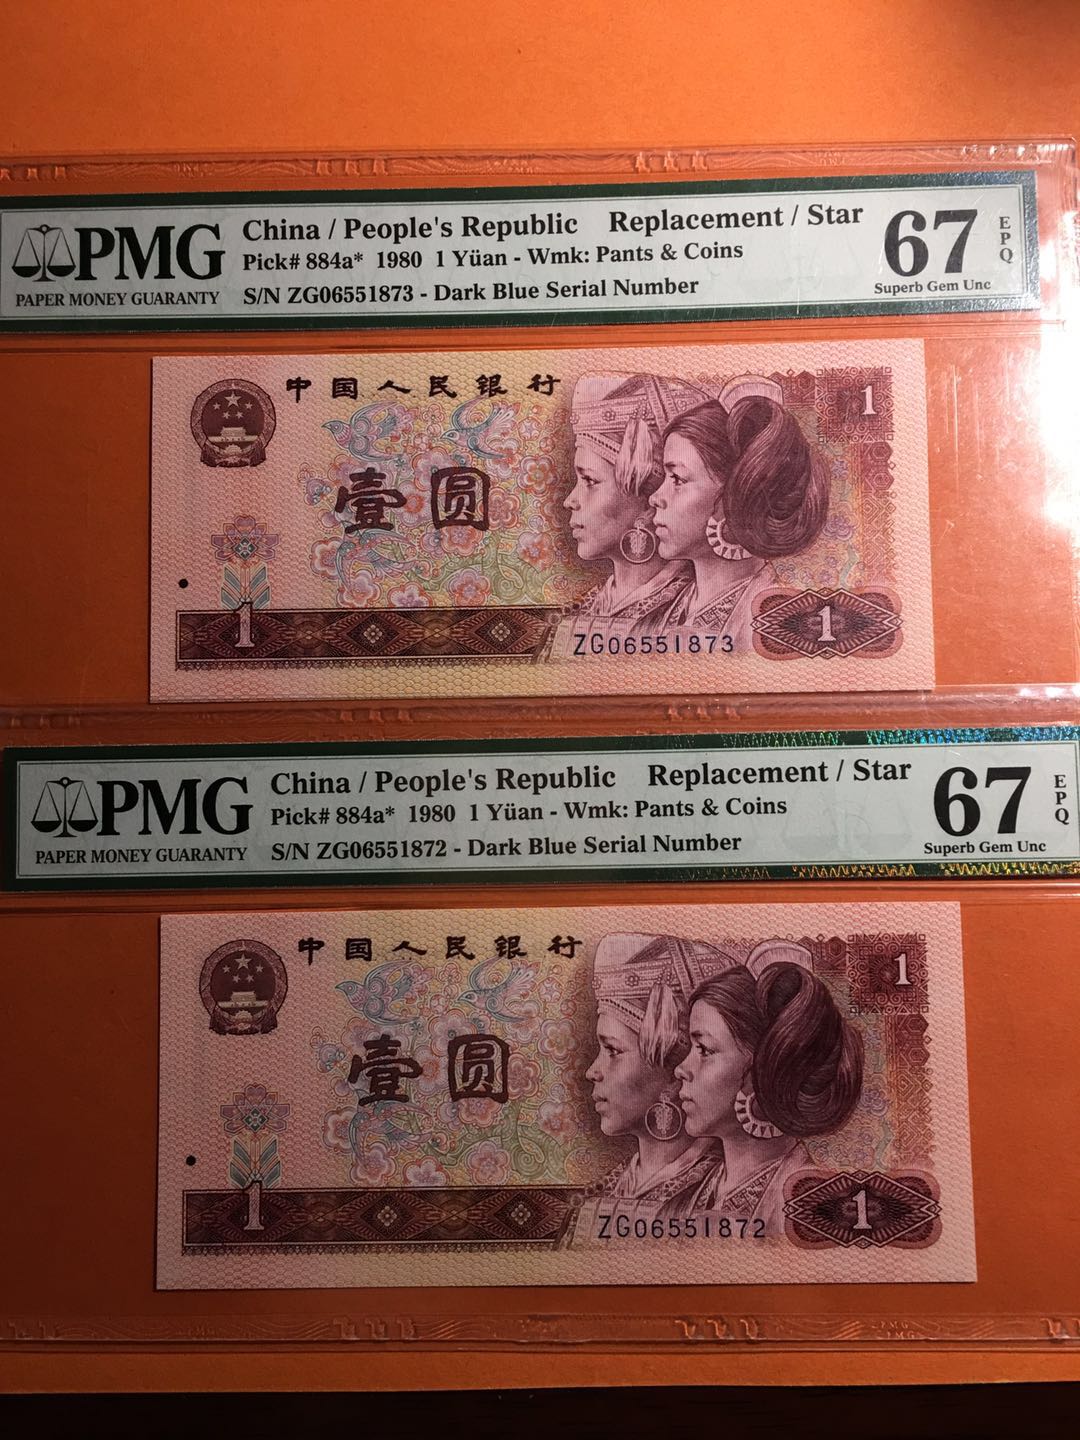 PMG
PAPER MONEY GUARANTY
China / People's Republic Replacement / Star
Pick# 884a* 1980 1 Yüan - Wmk: Pants & Coins
S/N ZG06551873 - Dark Blue Serial Number
67
EPQ
Superb Gem Unc
中国人民银行
1
壹圆
1
ZG06551873
1
PMG
PAPER MONEY GUARANTY
China / People's Republic Replacement / Star
Pick# 884a* 1980 1 Yüan - Wmk: Pants & Coins
S/N ZG06551872 - Dark Blue Serial Number
67
EPQ
Superb Gem Unc
中国人民银行
1
壹圆
1
ZG06551872
1
PMG
PMG